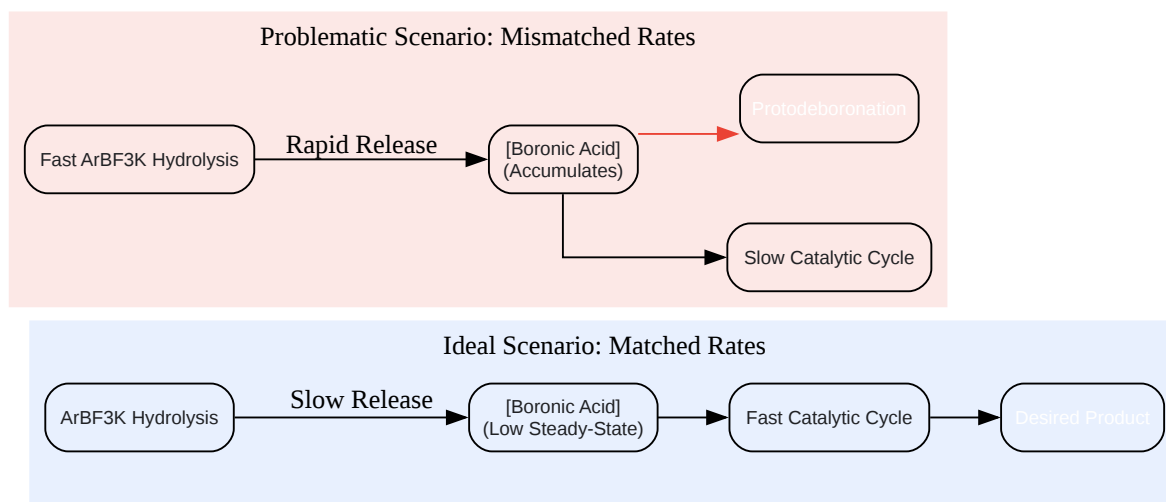 Problematic Scenario: Mismatched Rates
Protodeboronation
Fast ArBF3K Hydrolysis
Rapid Release
[Boronic Acid]
(Accumulates)
Slow Catalytic Cycle
Ideal Scenario: Matched Rates
ArBF3K Hydrolysis
Slow Release
[Boronic Acid]
(Low Steady-State)
Fast Catalytic Cycle
Desired Product